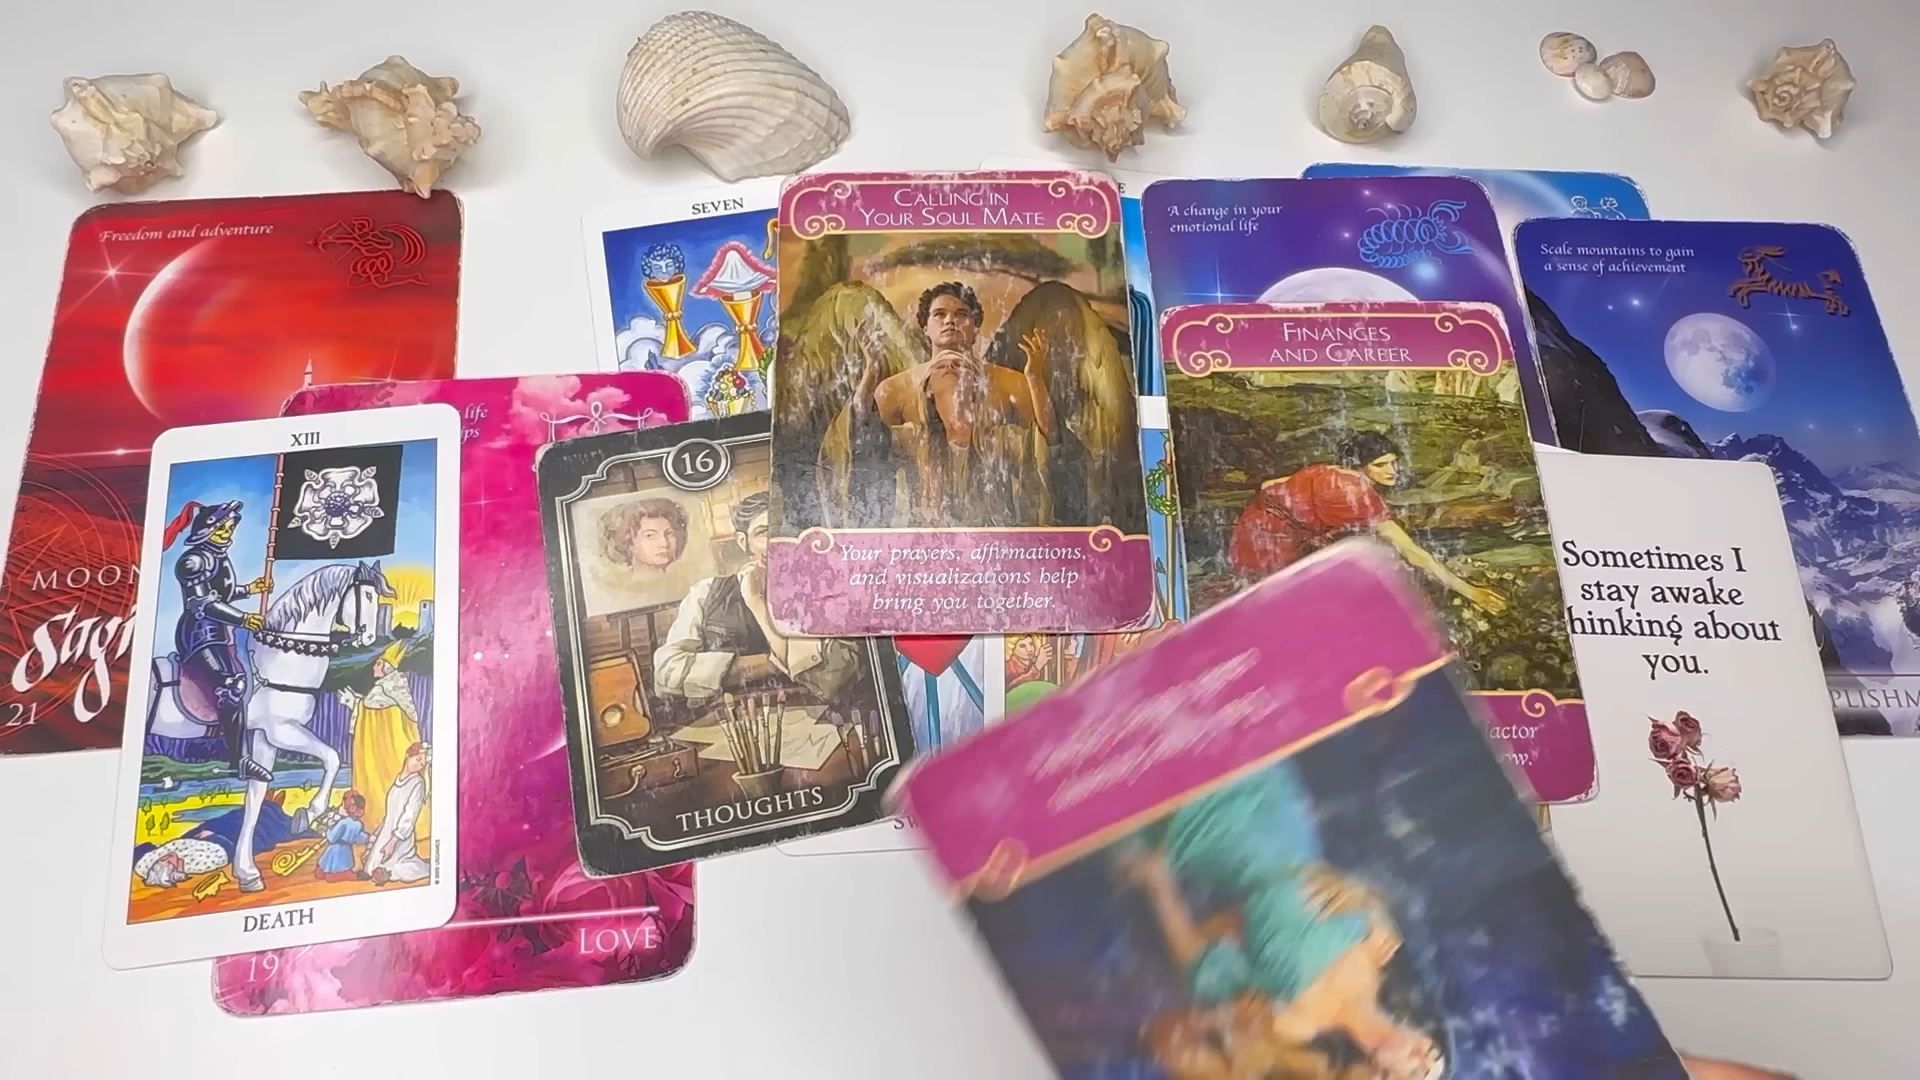 Freedom and adventure
MOON
21
XIII
DEATH
life
19
LOVE
SEVEN
16
THOUGHTS
CALLING IN
YOUR SOUL MATE
Your prayers, affirmations,
and visualizations help
bring you together.
A change in your
emotional life
FINANCES
AND CAREER
Scale mountains to gain
a sense of achievement
Sometimes I
stay awake
hinking about
you.